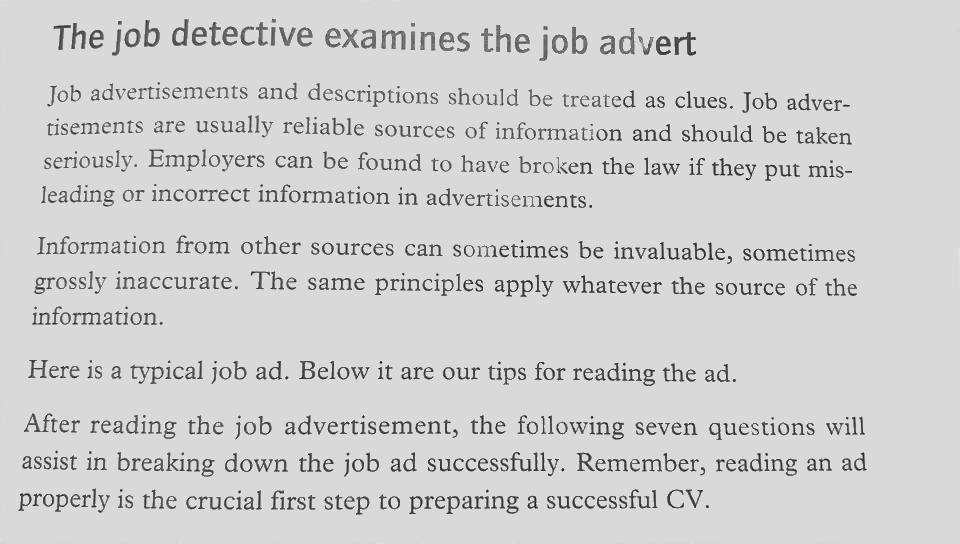 The job detective examines the job advert
Job advertisements and descriptions should be treated as clues. Job adver-
tisements are usually reliable sources of information and should be taken
seriously. Employers can be found to have broken the law if they put mis-
leading or incorrect information in advertisements.
Information from other sources can sometimes be invaluable, sometimes
grossly inaccurate. The same principles apply whatever the source of the
information.
Here is a typical job ad. Below it are our tips for reading the ad.
After reading the job advertisement, the following seven questions will
assist in breaking down the job ad successfully. Remember, reading an ad
properly is the crucial first step to preparing a successful CV.